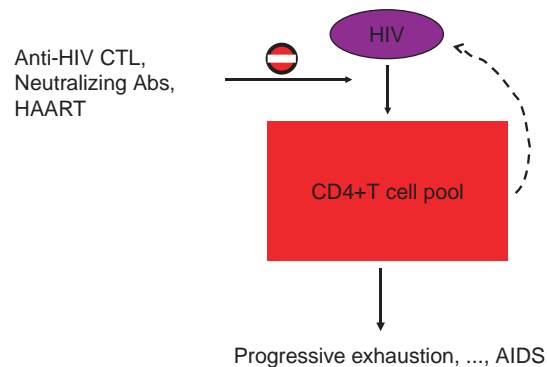 HIV
Anti-HIV CTL,
Neutralizing Abs,
HAART
CD4+T cell pool
Progressive exhaustion, ..., AIDS